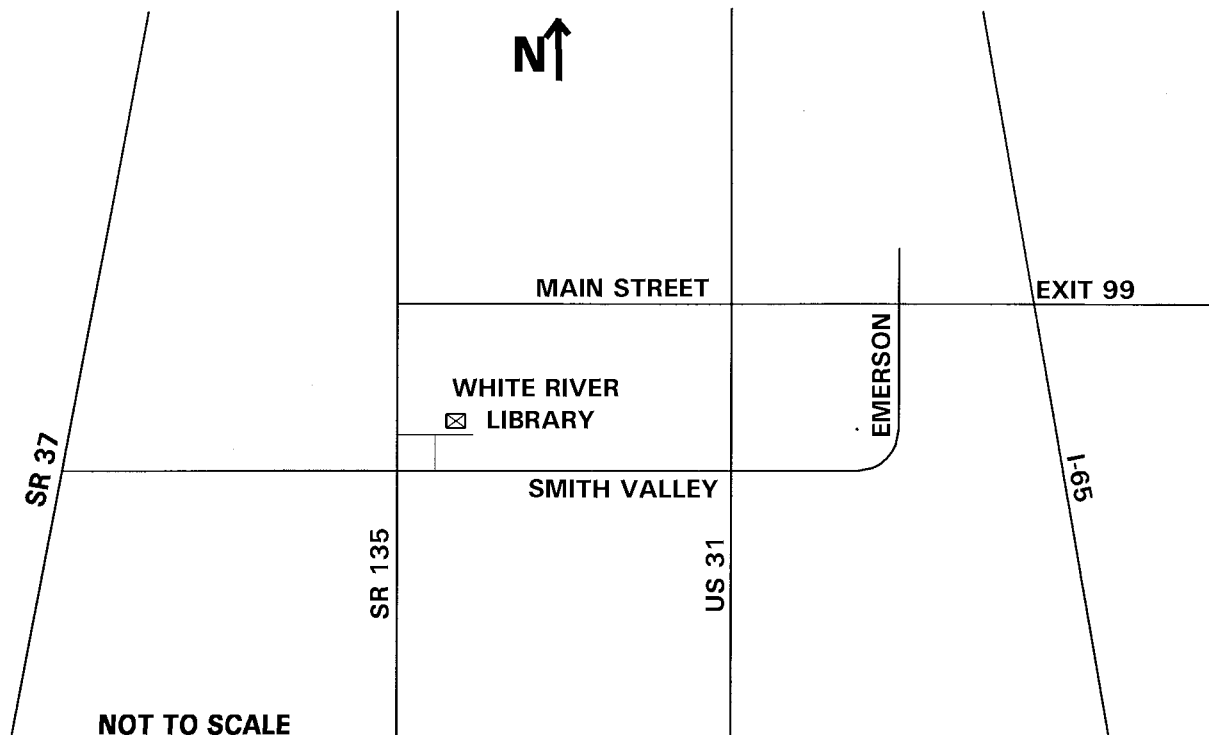 N
MAIN STREET
EXIT 99
EMERSON
WHITE RIVER
LIBRARY
SR 37
SMITH VALLEY
I-65
SR 135
US 31
NOT TO SCALE